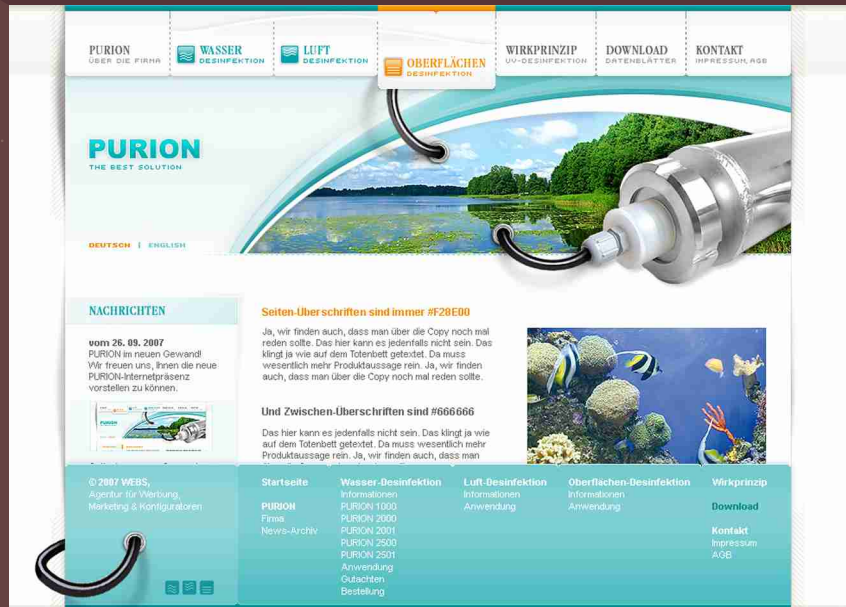 PURION
ÜBER DIE FIRMA
WASSER
DESINFEKTION
LUFT
DESINFEKTION
OBERFLÄCHEN
DESINFEKTION
WIRKPRINZIP
UV-DESINFEKTION
DOWNLOAD
DATENBLÄTTER
KONTAKT
IMPRESSUM, AGB
PURION
THE BEST SOLUTION
DEUTSCH | ENGLISH
NACHRICHTEN
vom 26. 09. 2007
PURION im neuen Gewand!
Wir freuen uns, Ihnen die neue
PURION-Internetpräsenz
vorstellen zu können.
Seiten-Überschriften sind immer #F28E00
Ja, wir finden auch, dass man über die Copy noch mal
reden sollte. Das hier kann es jedenfalls nicht sein. Das
klingt ja wie auf dem Totenbett getextet. Da muss
wesentlich mehr Produktaussage rein. Ja, wir finden
auch, dass man über die Copy noch mal reden sollte.
Und Zwischen-Überschriften sind #666666
Das hier kann es jedenfalls nicht sein. Das klingt ja wie
auf dem Totenbett getextet. Da muss wesentlich mehr
Produktaussage rein. Ja, wir finden auch, dass man
© 2007 WEBS,
Agentur für Werbung,
Marketing & Konfiguratoren
Startseite
PURION
Firma
News-Archiv
Wasser-Desinfektion
Informationen
PURION 1000
PURION 2000
PURION 2001
PURION 2500
PURION 2501
Anwendung
Gutachten
Bestellung
Luft-Desinfektion
Informationen
Anwendung
Oberflächen-Desinfektion
Informationen
Anwendung
Wirkprinzip
Download
Kontakt
Impressum
AGB